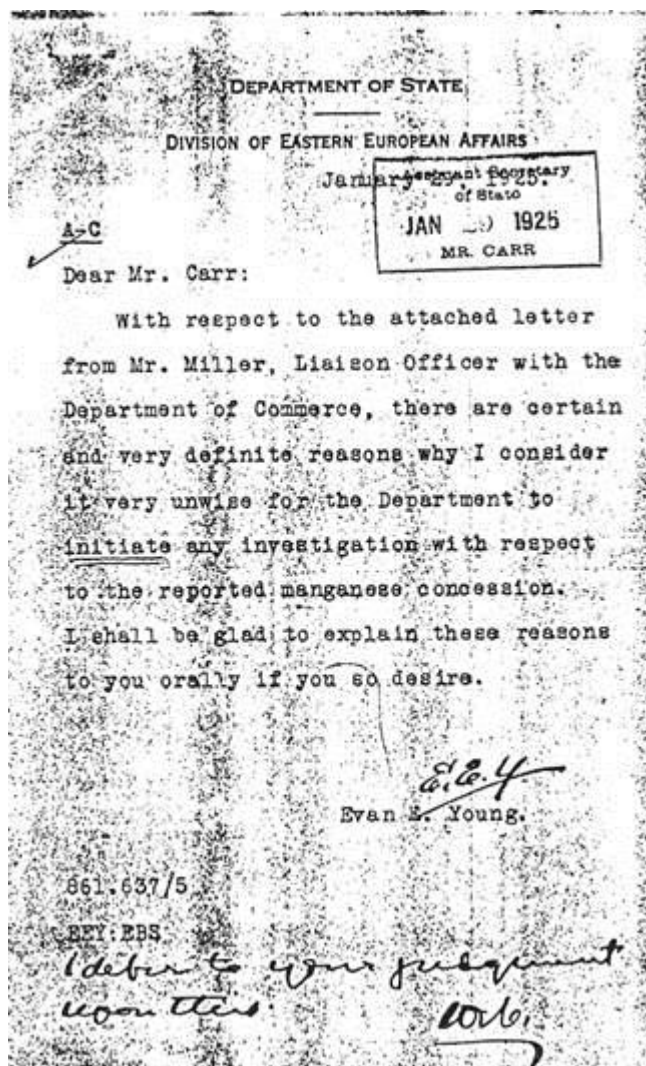 DEPARTMENT OF STATE
DIVISION OF EASTERN EUROPEAN AFFAIRS
January 1925.
Assistant Secretary
of State
JAN 1925
MR. CARR
A-C
Dear Mr. Carr:
With respect to the attached letter
from Mr. Miller, Liaison Officer with the
Department of Commerce, there are certain
and very definite reasons why I consider
it very unwise for the Department to
initiate any investigation with respect
to the reported manganese concession.
I shall be glad to explain these reasons
to you orally if you so desire.
E.E.Y
Evan E. Young.
861.637/5
EEY:EBS
I defer to your judgment
upon this.